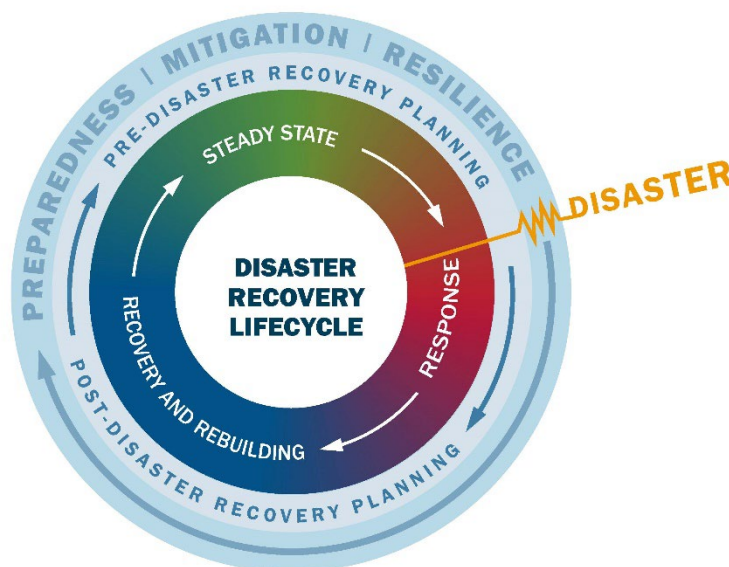 PREPAREDNESS | MITIGATION | RESILIENCE
PRE-DISASTER RECOVERY PLANNING
STEADY STATE
DISASTER
DISASTER
RECOVERY
LIFECYCLE
RESPONSE
RECOVERY AND REBUILDING
POST-DISASTER RECOVERY PLANNING